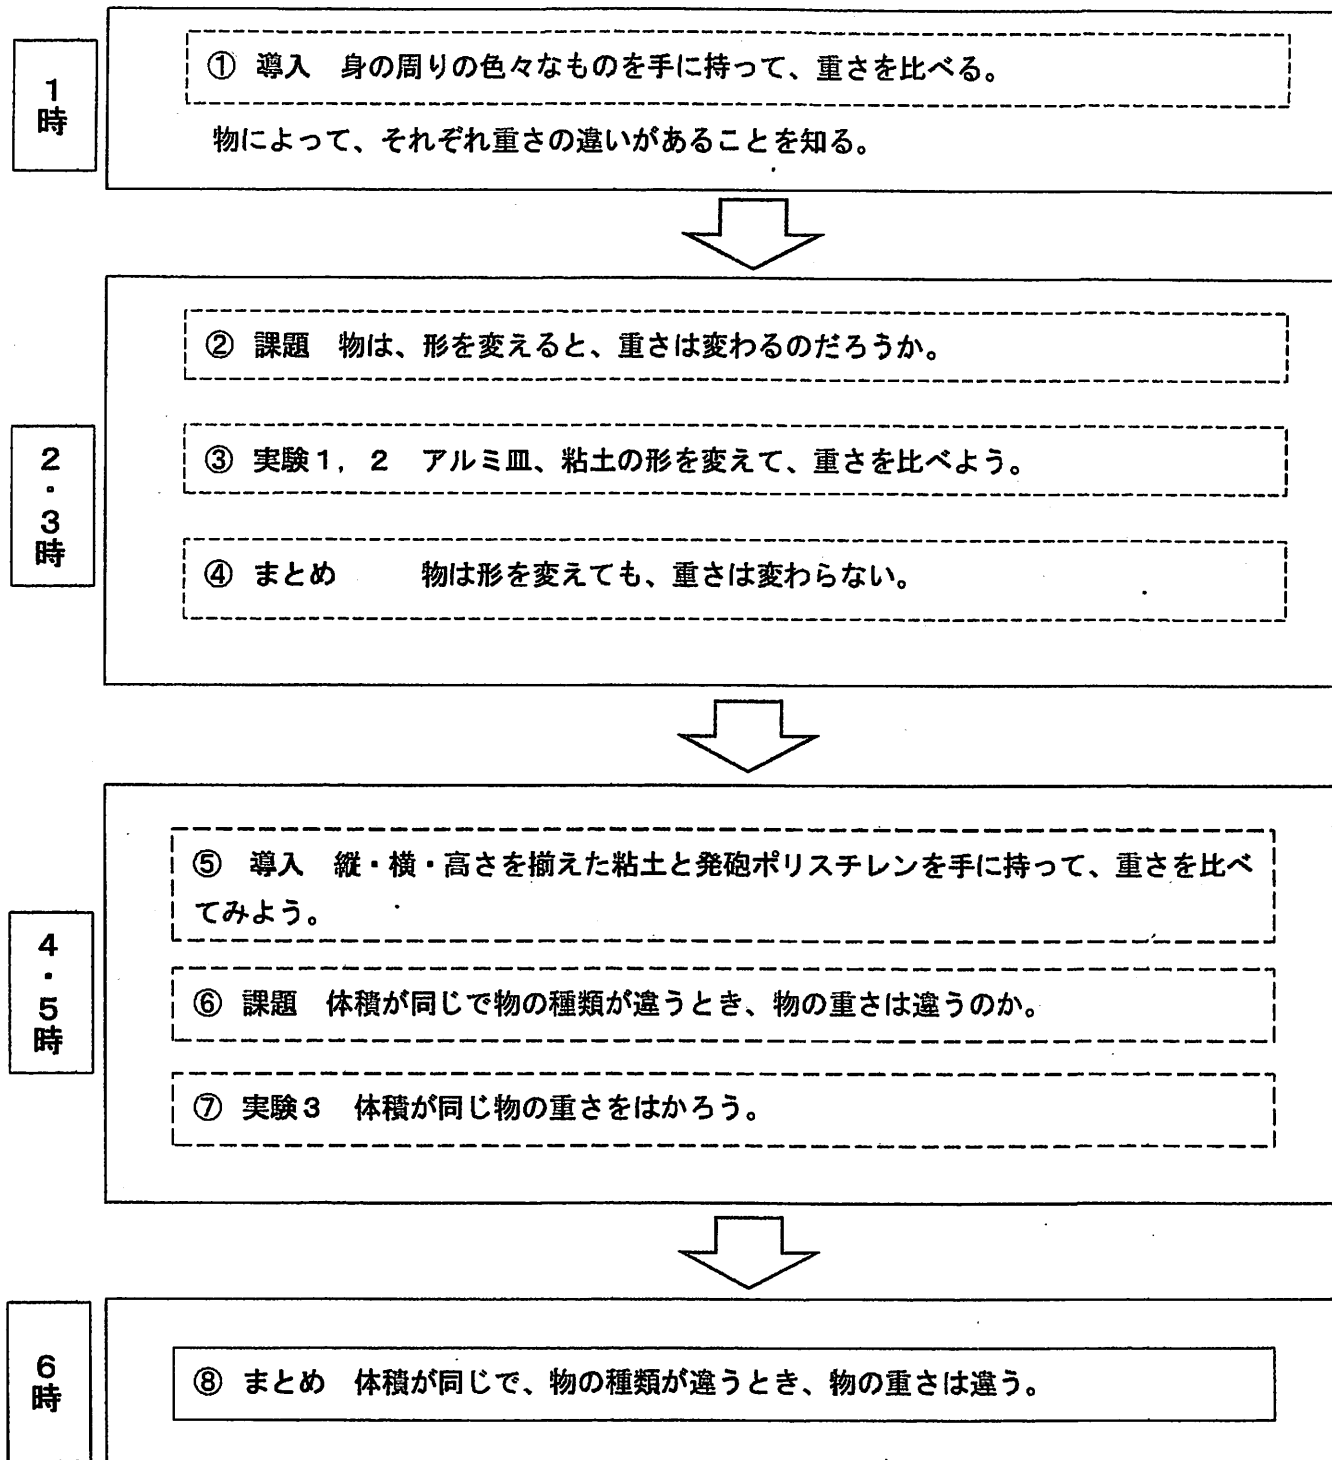 1時
① 導入 身の周りの色々なものを手に持って、重さを比べる。
物によって、それぞれ重さの違いがあることを知る。
2・3時
② 課題 物は、形を変えると、重さは変わるのだろうか。
③ 実験1，2 アルミ皿、粘土の形を変えて、重さを比べよう。
④ まとめ 物は形を変えても、重さは変わらない。
4・5時
⑤ 導入 縦・横・高さを揃えた粘土と発砲ポリスチレンを手に持って、重さを比べ
てみよう。
⑥ 課題 体積が同じで物の種類が違うとき、物の重さは違うのか。
⑦ 実験3 体積が同じ物の重さをはかろう。
6時
⑧ まとめ 体積が同じで、物の種類が違うとき、物の重さは違う。